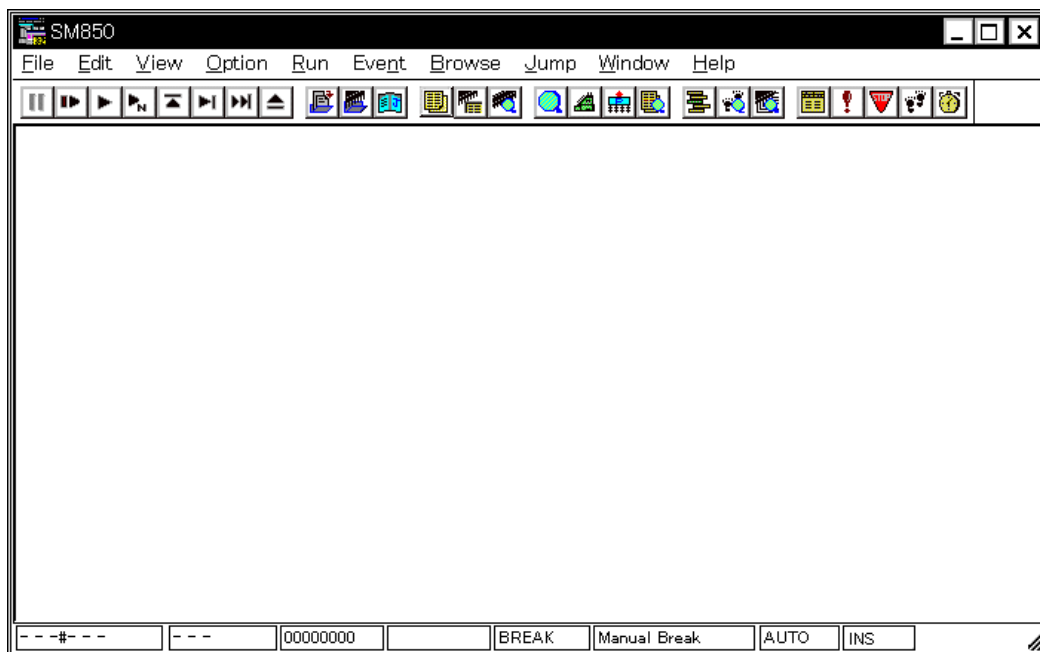 SM850
File Edit View Option Run Event Browse Jump Window Help
N
- - -#- - - - - - 00000000 BREAK Manual Break AUTO INS